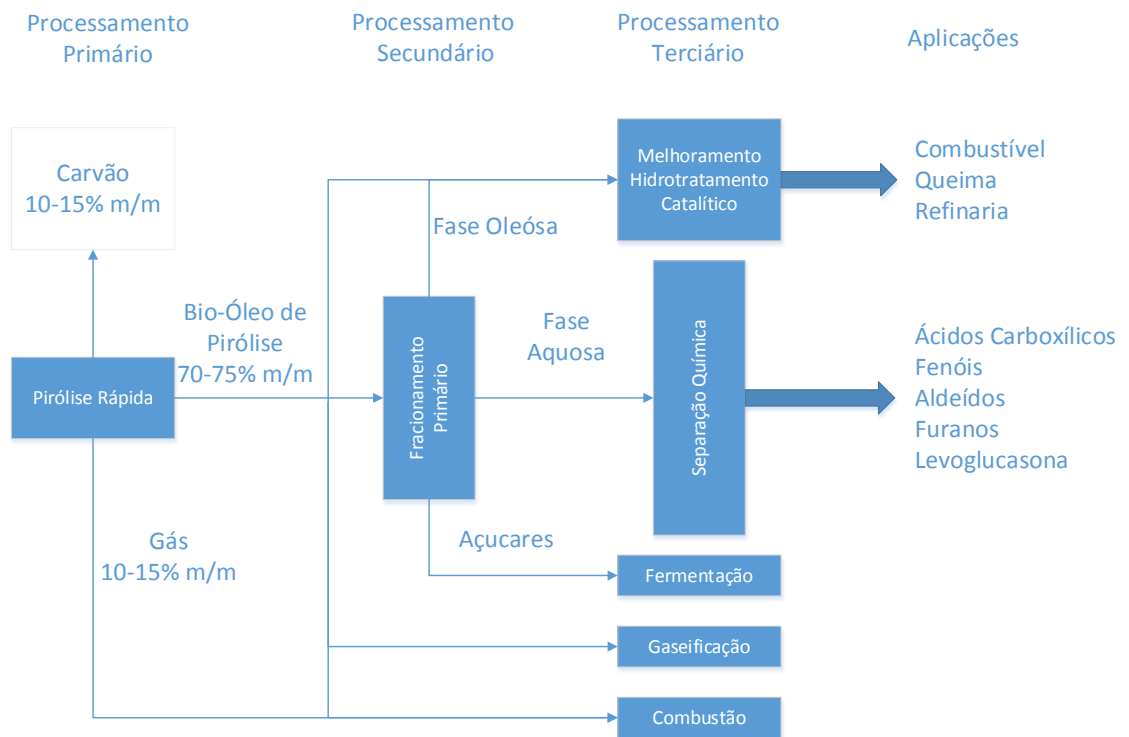 Processamento
Primário
Processamento
Secundário
Processamento
Terciário
Aplicações
Carvão
10-15% m/m
Melhoramento
Hidrotratamento
Catalítico
Combustível
Queima
Refinaria
Fase Oleósa
Bio-Óleo de
Pirólise
70-75% m/m
Pirólise Rápida
Fracionamento
Primário
Fase
Aquosa
Separação Química
Ácidos Carboxílicos
Fenóis
Aldeídos
Furanos
Levoglucasona
Gás
10-15% m/m
Açucares
Fermentação
Gaseificação
Combustão